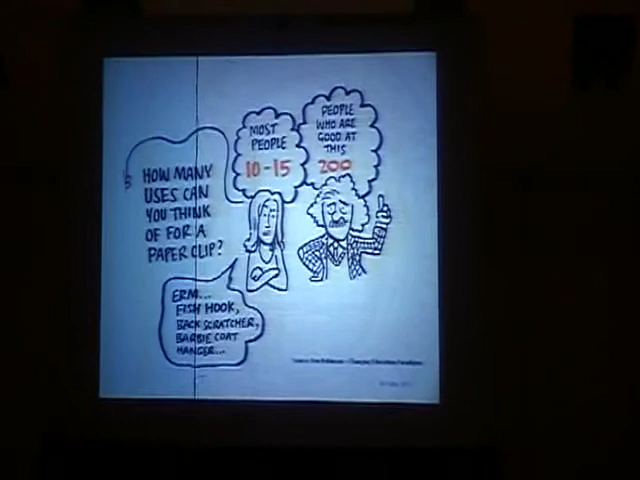 HOW MANY
USES CAN
YOU THINK
OF FOR A
PAPER CLIP?
MOST
PEOPLE
10-15
PEOPLE
WHO ARE
GOOD AT
THIS
200
ERM...
FISH HOOK,
BACK SCRATCHER,
BARBIE COAT
HANGER...